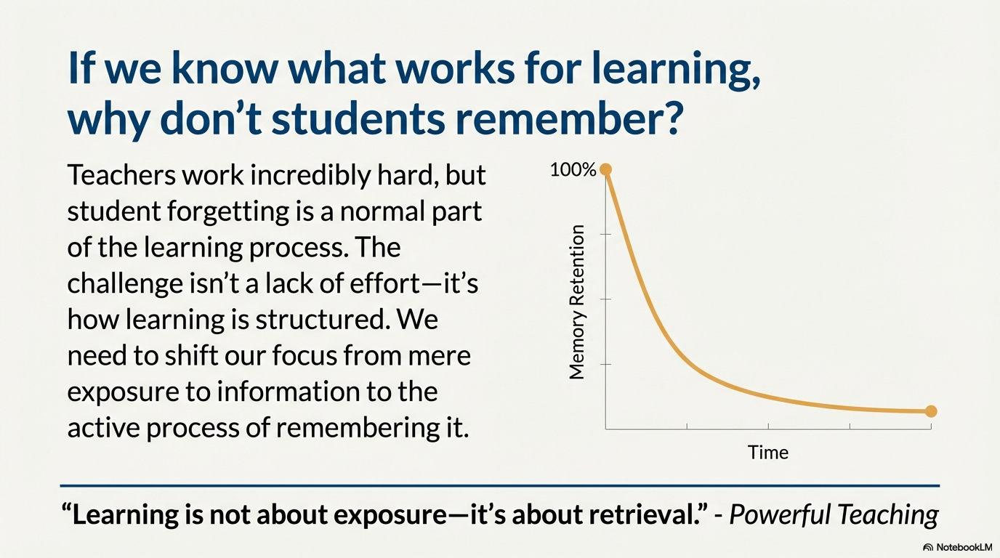 If we know what works for learning,
why don’t students remember?
Teachers work incredibly hard, but
student forgetting is a normal part
of the learning process. The
challenge isn’t a lack of effort—it’s
how learning is structured. We
need to shift our focus from mere
exposure to information to the
active process of remembering it.
100%
Memory Retention
Time
“Learning is not about exposure—it’s about retrieval.” - Powerful Teaching
NotebookLM